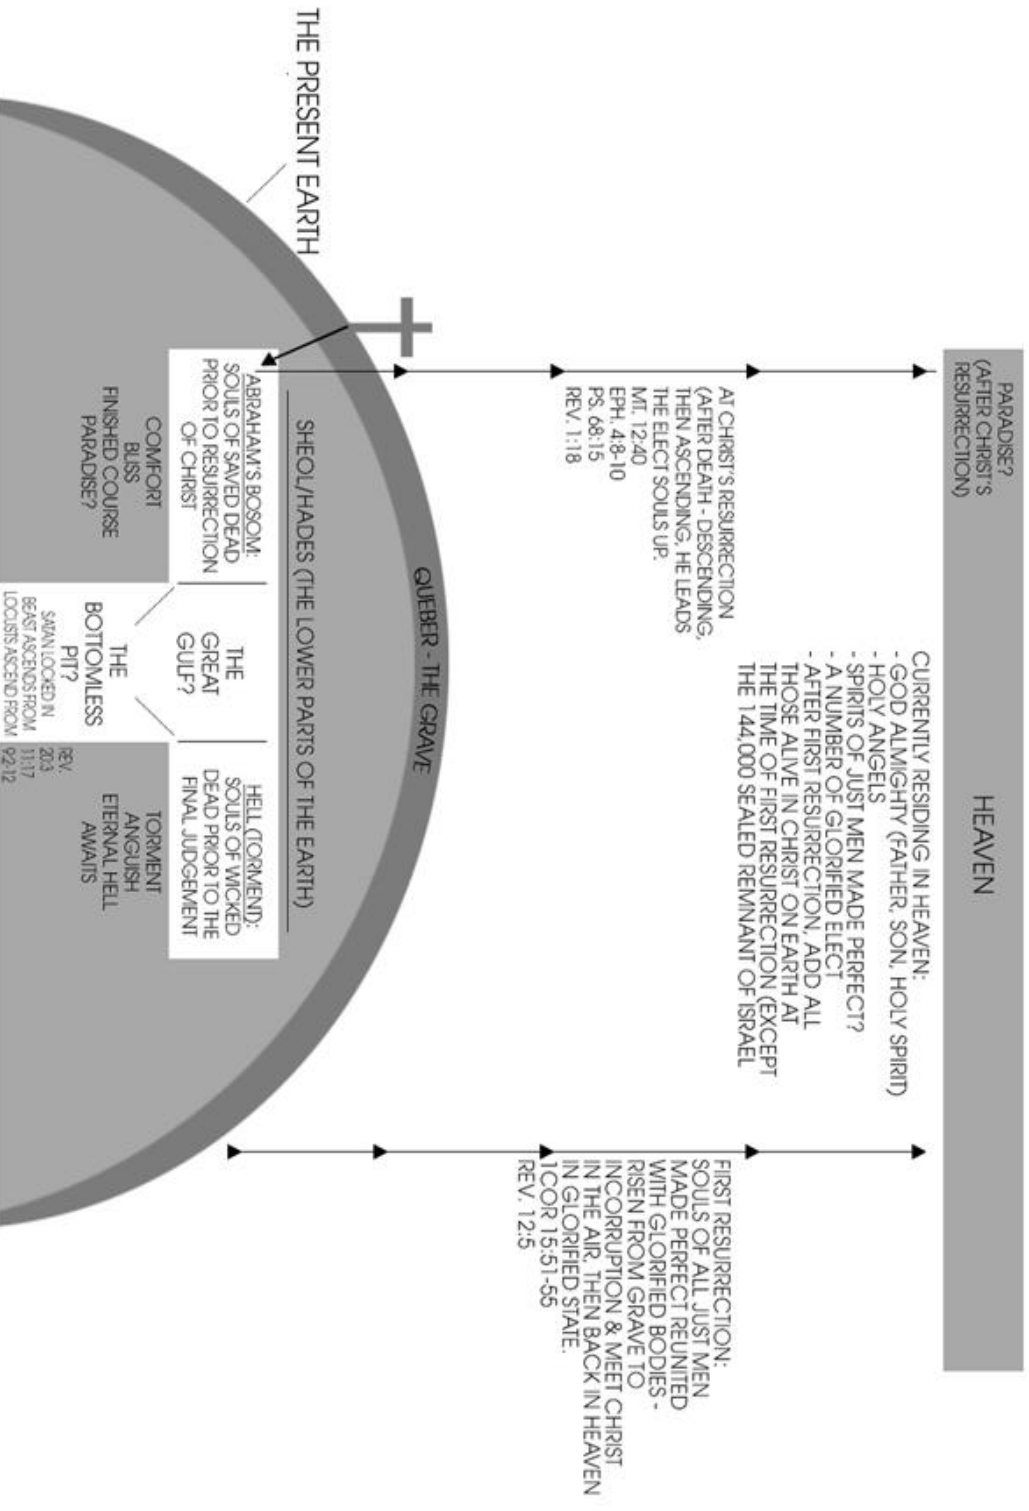 HEAVEN
PARADISE?
(AFTER CHRIST'S
RESURRECTION)
CURRENTLY RESIDING IN HEAVEN:
- GOD ALMIGHTY (FATHER, SON, HOLY SPIRIT)
- HOLY ANGELS
- SPIRITS OF JUST MEN MADE PERFECT?
- A NUMBER OF GLORIFIED ELECT
- AFTER FIRST RESURRECTION, ADD ALL
THOSE ALIVE IN CHRIST ON EARTH AT
THE TIME OF FIRST RESURRECTION (EXCEPT
THE 144,000 SEALED REMNANT OF ISRAEL
AT CHRIST'S RESURRECTION
(AFTER DEATH - DESCENDING,
THEN ASCENDING, HE LEADS
THE ELECT SOULS UP.
MT. 12:40
EPH. 4:8-10
PS. 68:15
REV. 1:18
FIRST RESURRECTION:
SOULS OF ALL JUST MEN
MADE PERFECT REUNITED
WITH GLORIFIED BODIES -
RISEN FROM GRAVE TO
INCORRUPTION & MEET CHRIST
IN THE AIR, THEN BACK IN HEAVEN
IN GLORIFIED STATE.
1COR 15:51-55
REV. 12:5
THE PRESENT EARTH
QUEBER - THE GRAVE
SHEOL/HADES (THE LOWER PARTS OF THE EARTH)
ABRAHAM'S BOSOM:
SOULS OF SAVED DEAD
PRIOR TO RESURRECTION
OF CHRIST
THE
GREAT
GULF?
HELL (TORMENT):
SOULS OF WICKED
DEAD PRIOR TO THE
FINAL JUDGEMENT
COMFORT
BLISS
FINISHED COURSE
PARADISE?
THE
BOTTOMLESS
PIT?
REV.
SATAN LOCKED IN 20:3
BEAST ASCENDS FROM 11:17
LOCUSTS ASCEND FROM 9:2-12
TORMENT
ANGUISH
ETERNAL HELL
AWAITS